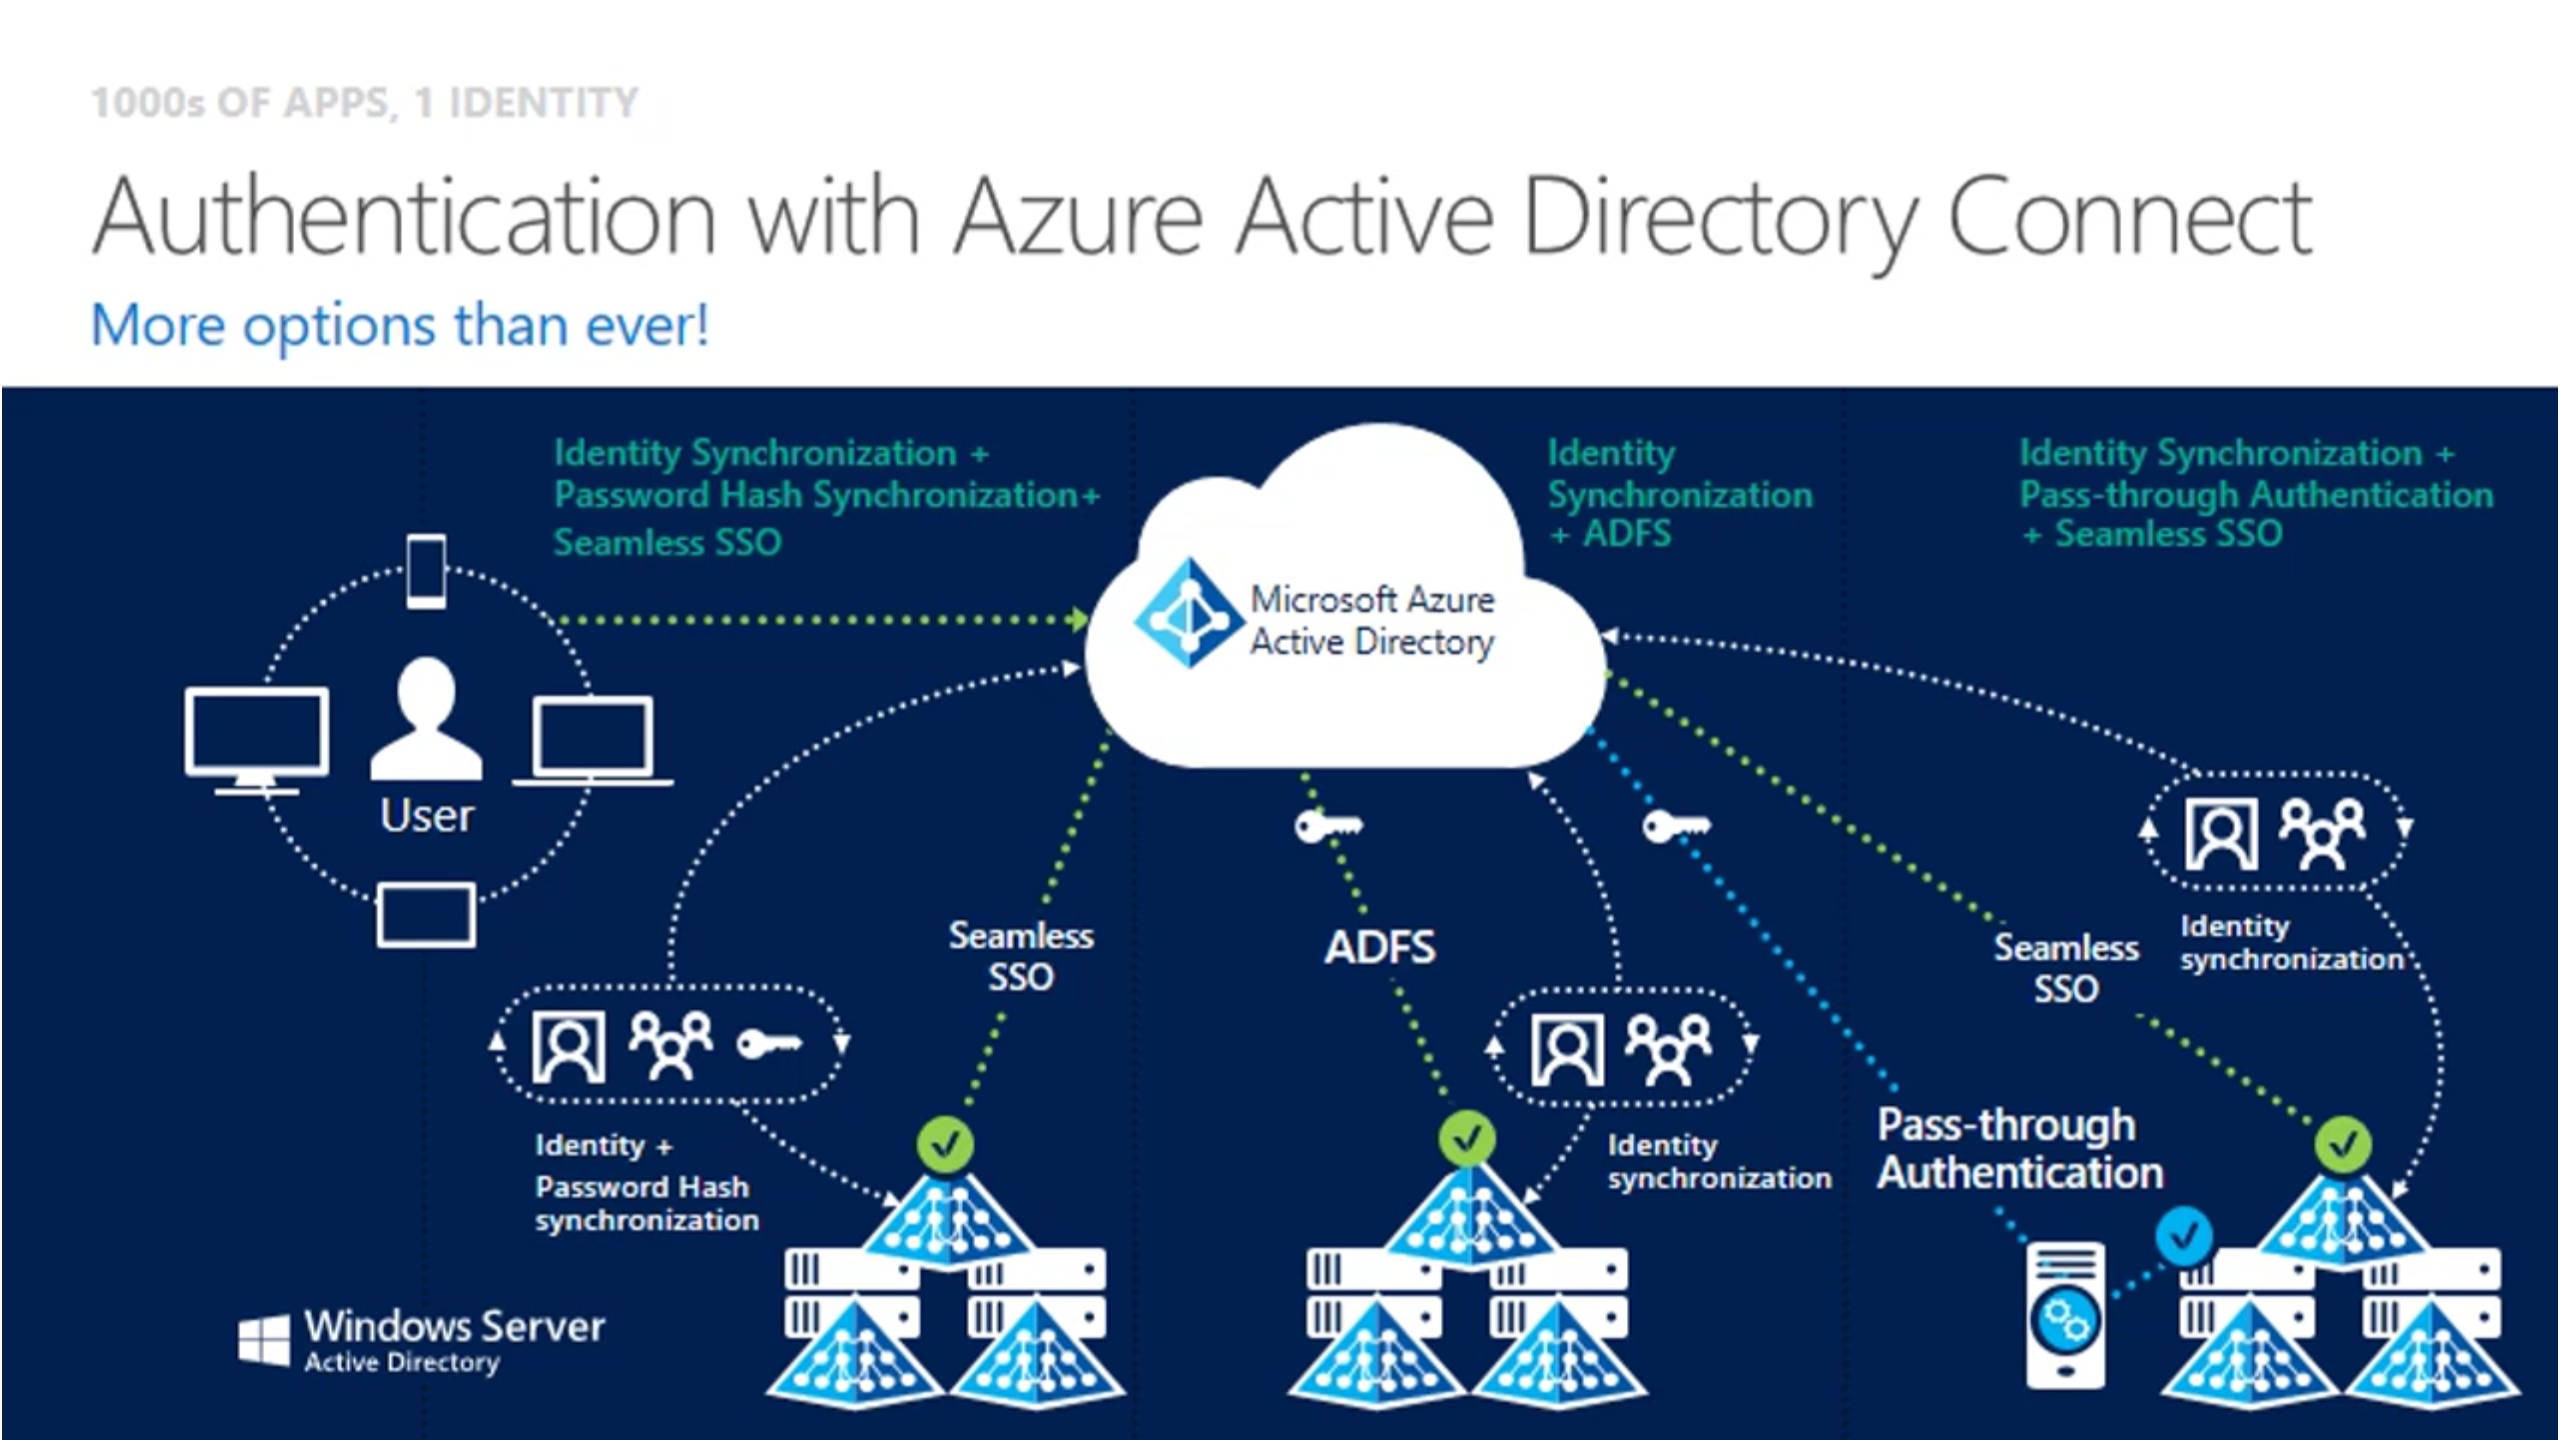 1000s OF APPS, 1 IDENTITY
Authentication with Azure Active Directory Connect
More options than ever!
Identity Synchronization +
Password Hash Synchronization+
Seamless SSO
Identity
Synchronization
+ ADFS
Identity Synchronization +
Pass-through Authentication
+ Seamless SSO
Microsoft Azure
Active Directory
User
Seamless
SSO
ADFS
Seamless
SSO
Identity
synchronization
Identity +
Password Hash
synchronization
Identity
synchronization
Pass-through
Authentication
Windows Server
Active Directory